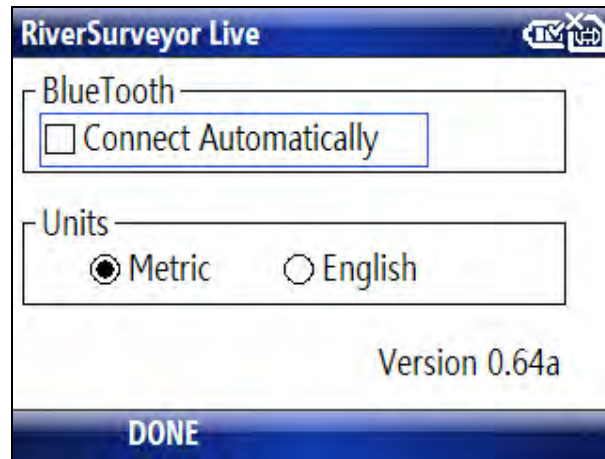 RiverSurveyor Live
BlueTooth
Connect Automatically
Units
Metric English
Version 0.64a
DONE